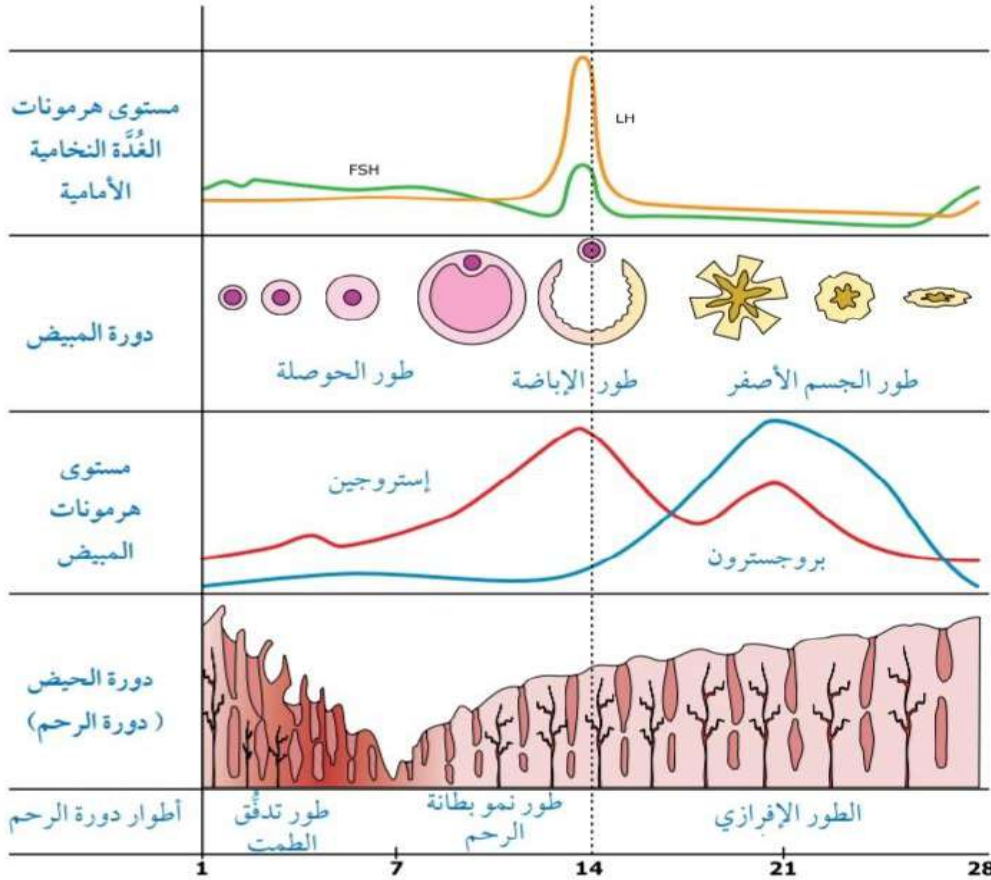 مستوى هرمونات
الغُدَّة النخامية
الأمامية
FSH
LH
دورة المبيض
طور الحوصلة
طور الإباضة
طور الجسم الأصفر
مستوى
هرمونات
المبيض
إستروجين
بروجسترون
دورة الحيض
(دورة الرحم)
أطوار دورة الرحم
طور تدفُّق
الطمث
طور نمو بطانة
الرحم
الطور الإفرازي
1 7 14 21 28